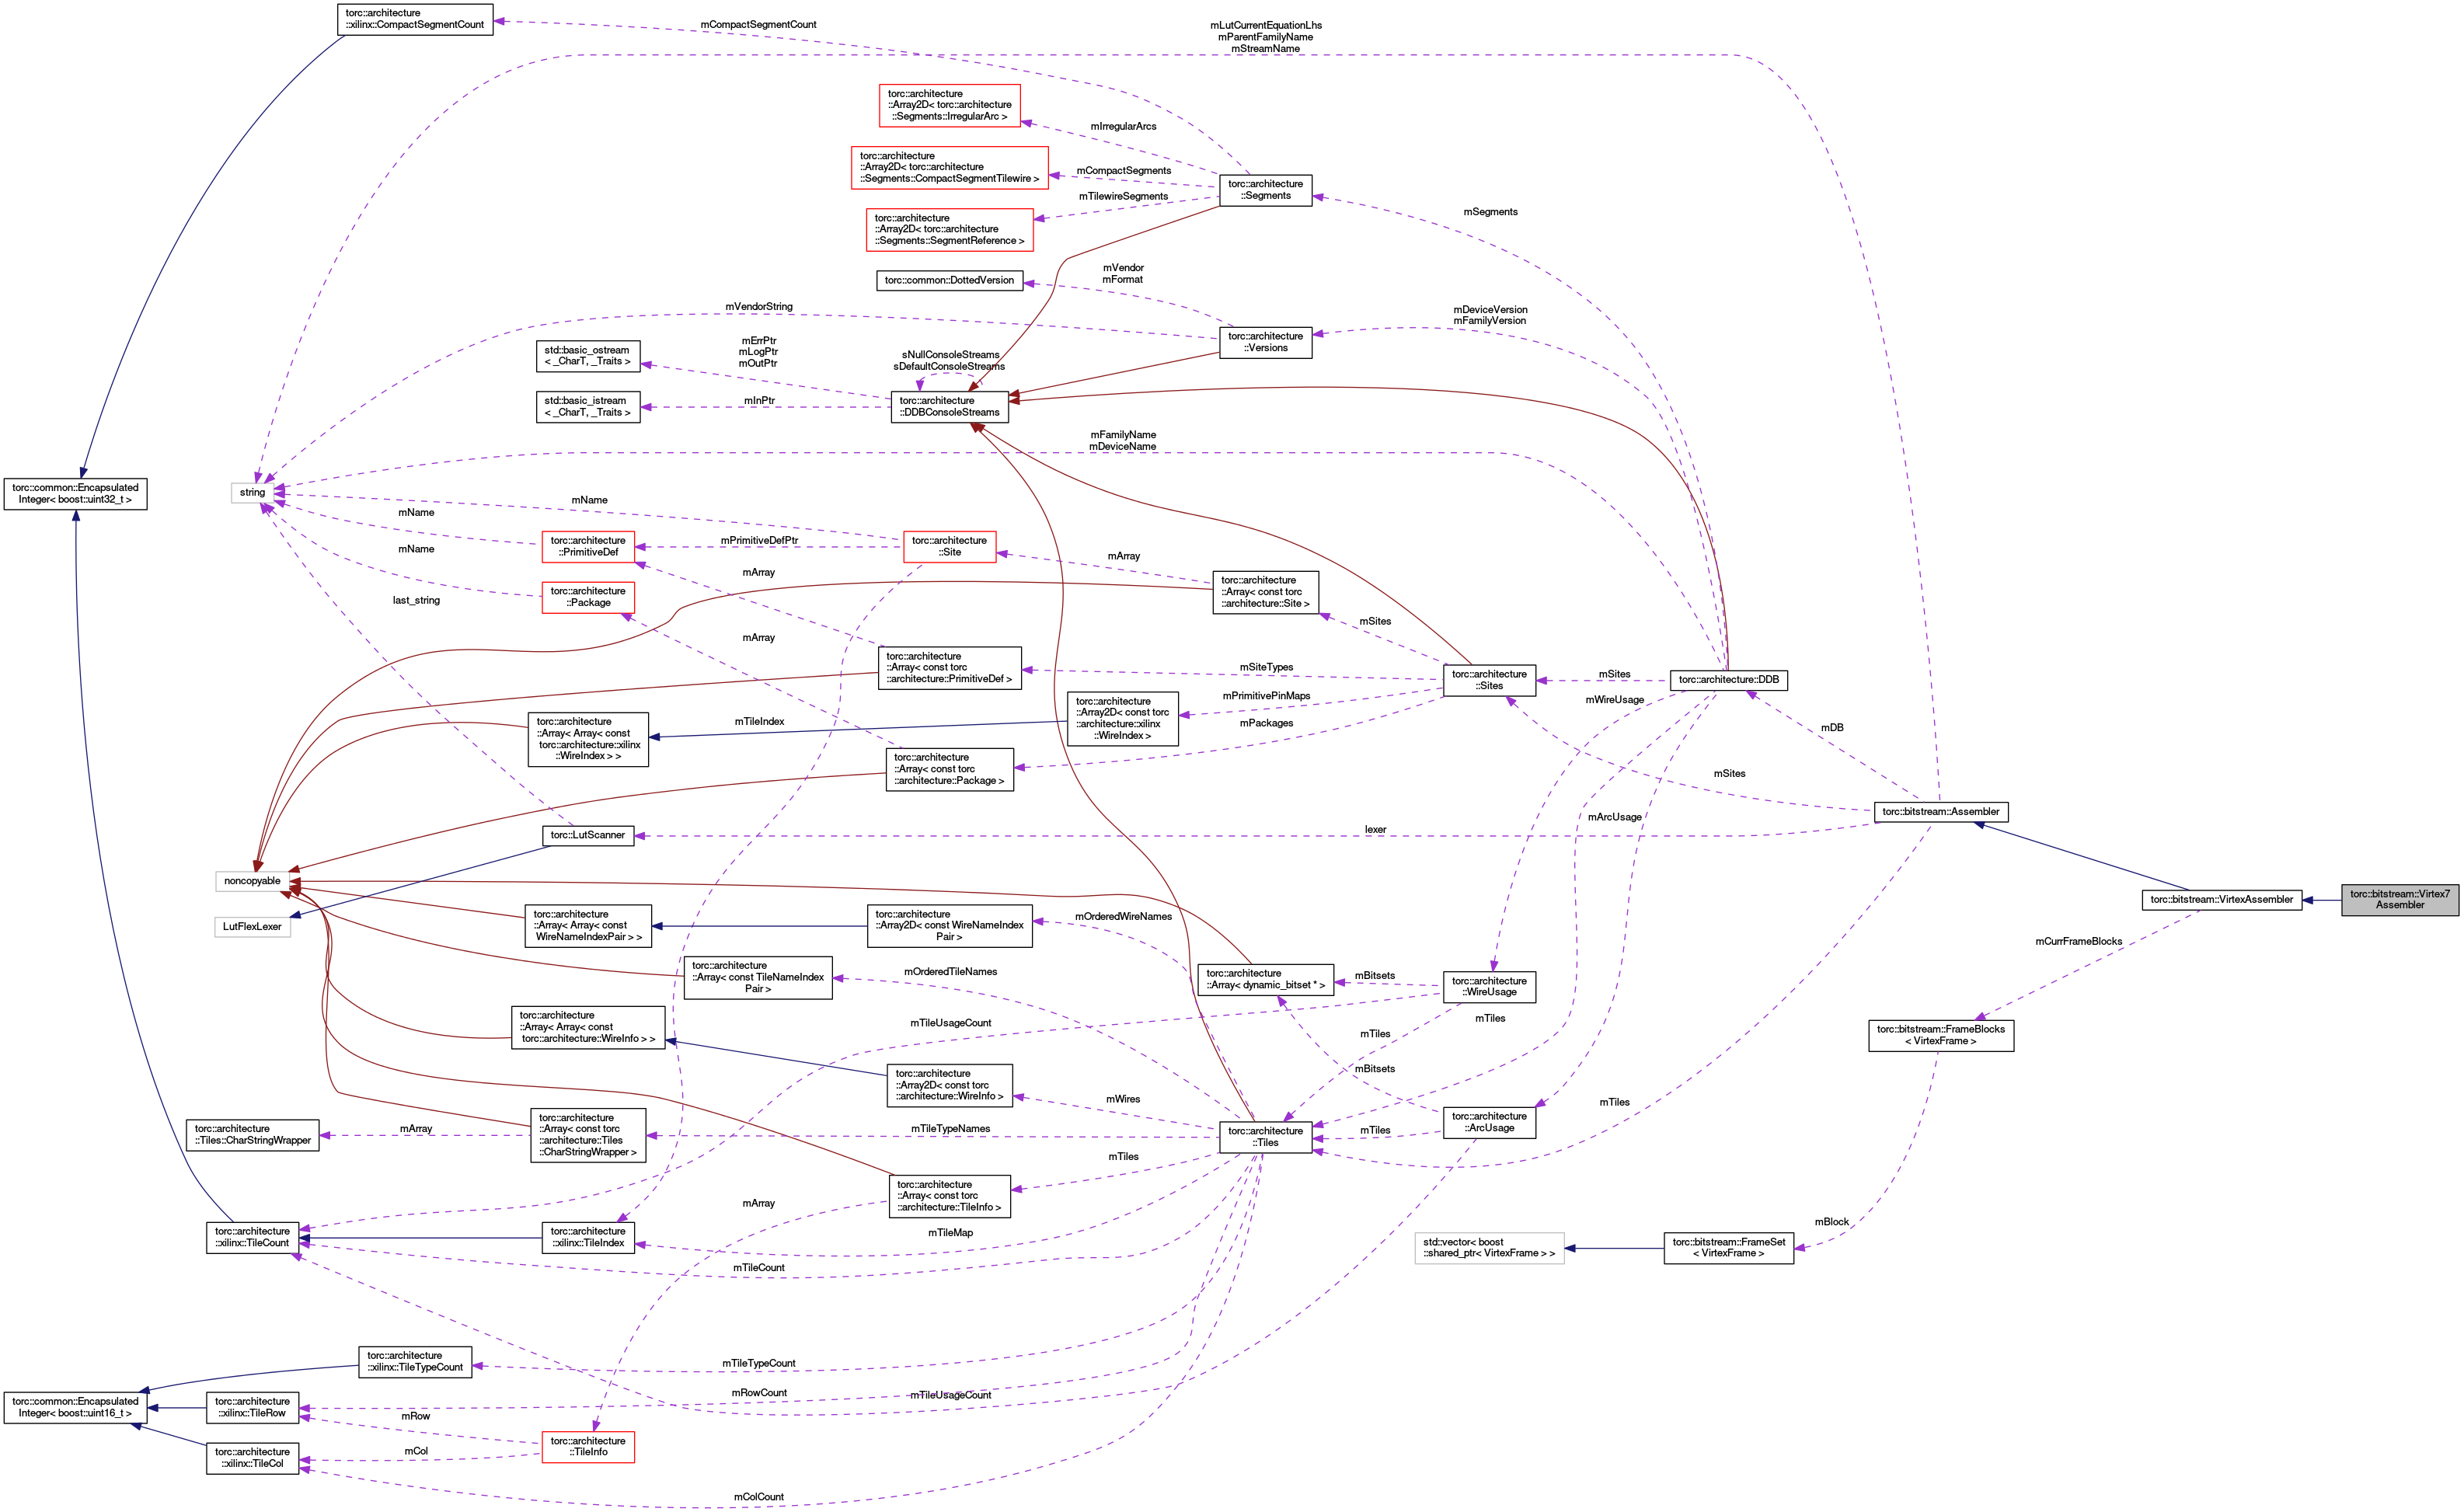 torc::architecture
::xilinx::CompactSegmentCount
mCompactSegmentCount
mLutCurrentEquationLhs
mParentFamilyName
mStreamName
torc::architecture
::Array2D< torc::architecture
::Segments::IrregularArc >
mIrregularArcs
torc::architecture
::Array2D< torc::architecture
::Segments::CompactSegmentTilewire >
mCompactSegments
torc::architecture
::Segments
mTilewireSegments
torc::architecture
::Array2D< torc::architecture
::Segments::SegmentReference >
mSegments
torc::common::DottedVersion
mVendor
mFormat
mVendorString
mDeviceVersion
mFamilyVersion
torc::architecture
::Versions
std::basic_ostream
< _CharT, _Traits >
mErrPtr
mLogPtr
mOutPtr
sNullConsoleStreams
sDefaultConsoleStreams
std::basic_istream
< _CharT, _Traits >
mInPtr
torc::architecture
::DDBConsoleStreams
mFamilyName
mDeviceName
torc::common::Encapsulated
Integer< boost::uint32_t >
string
mName
mName
torc::architecture
::PrimitiveDef
mPrimitiveDefPtr
torc::architecture
::Site
mArray
mName
torc::architecture
::Package
mArray
torc::architecture
::Array< const torc
::architecture::Site >
last_string
mArray
mSites
torc::architecture
::Array< const torc
::architecture::PrimitiveDef >
mSiteTypes
torc::architecture
::Sites
mSites
torc::architecture::DDB
mPrimitivePinMaps
mWireUsage
torc::architecture
::Array< Array< const
torc::architecture::xilinx
::WireIndex > >
mTileIndex
torc::architecture
::Array2D< const torc
::architecture::xilinx
::WireIndex >
mPackages
mDB
torc::architecture
::Array< const torc
::architecture::Package >
mSites
torc::bitstream::Assembler
torc::LutScanner
lexer
mArcUsage
noncopyable
LutFlexLexer
torc::architecture
::Array< Array< const
WireNameIndexPair > >
torc::architecture
::Array2D< const WireNameIndex
Pair >
mOrderedWireNames
torc::bitstream::VirtexAssembler
torc::bitstream::Virtex7
Assembler
mCurrFrameBlocks
torc::architecture
::Array< const TileNameIndex
Pair >
mOrderedTileNames
torc::architecture
::Array< dynamic_bitset * >
mBitsets
torc::architecture
::WireUsage
torc::architecture
::Array< Array< const
torc::architecture::WireInfo > >
mTileUsageCount
mTiles
mTiles
torc::bitstream::FrameBlocks
< VirtexFrame >
torc::architecture
::Array2D< const torc
::architecture::WireInfo >
mWires
mBitsets
mTiles
torc::architecture
::Tiles::CharStringWrapper
mArray
torc::architecture
::Array< const torc
::architecture::Tiles
::CharStringWrapper >
mTileTypeNames
torc::architecture
::Tiles
mTiles
torc::architecture
::ArcUsage
mTiles
torc::architecture
::Array< const torc
::architecture::TileInfo >
mArray
torc::architecture
::xilinx::TileCount
torc::architecture
::xilinx::TileIndex
mTileMap
mTileCount
mBlock
std::vector< boost
::shared_ptr< VirtexFrame > >
torc::bitstream::FrameSet
< VirtexFrame >
torc::architecture
::xilinx::TileTypeCount
mTileTypeCount
torc::common::Encapsulated
Integer< boost::uint16_t >
torc::architecture
::xilinx::TileRow
mRowCount
mTileUsageCount
mRow
torc::architecture
::TileInfo
torc::architecture
::xilinx::TileCol
mCol
mColCount